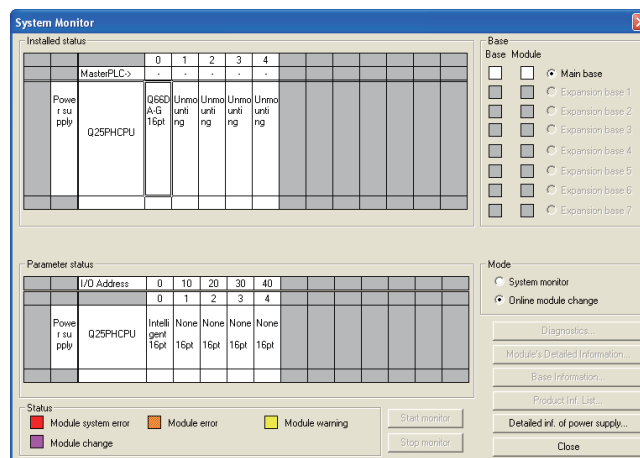 System Monitor
Installed status
0 1 2 3 4
MasterPLC-> - - - - -
Powe
r su
pply
Q25PHCPU
Q66D
A-G
16pt
Unmo
unti
ng
Unmo
unti
ng
Unmo
unti
ng
Unmo
unti
ng
Base
Base Module
Main base
Expansion base 1
Expansion base 2
Expansion base 3
Expansion base 4
Expansion base 5
Expansion base 6
Expansion base 7
Parameter status
I/O Address 0 10 20 30 40
0 1 2 3 4
Powe
r su
pply
Q25PHCPU
Intelli
gent
16pt
None
16pt
None
16pt
None
16pt
None
16pt
Mode
System monitor
Online module change
Diagnostics...
Module's Detailed Information...
Base Information...
Product Inf. List...
Detailed inf. of power supply...
Close
Status
Module system error
Module error
Module warning
Module change
Start monitor
Stop monitor